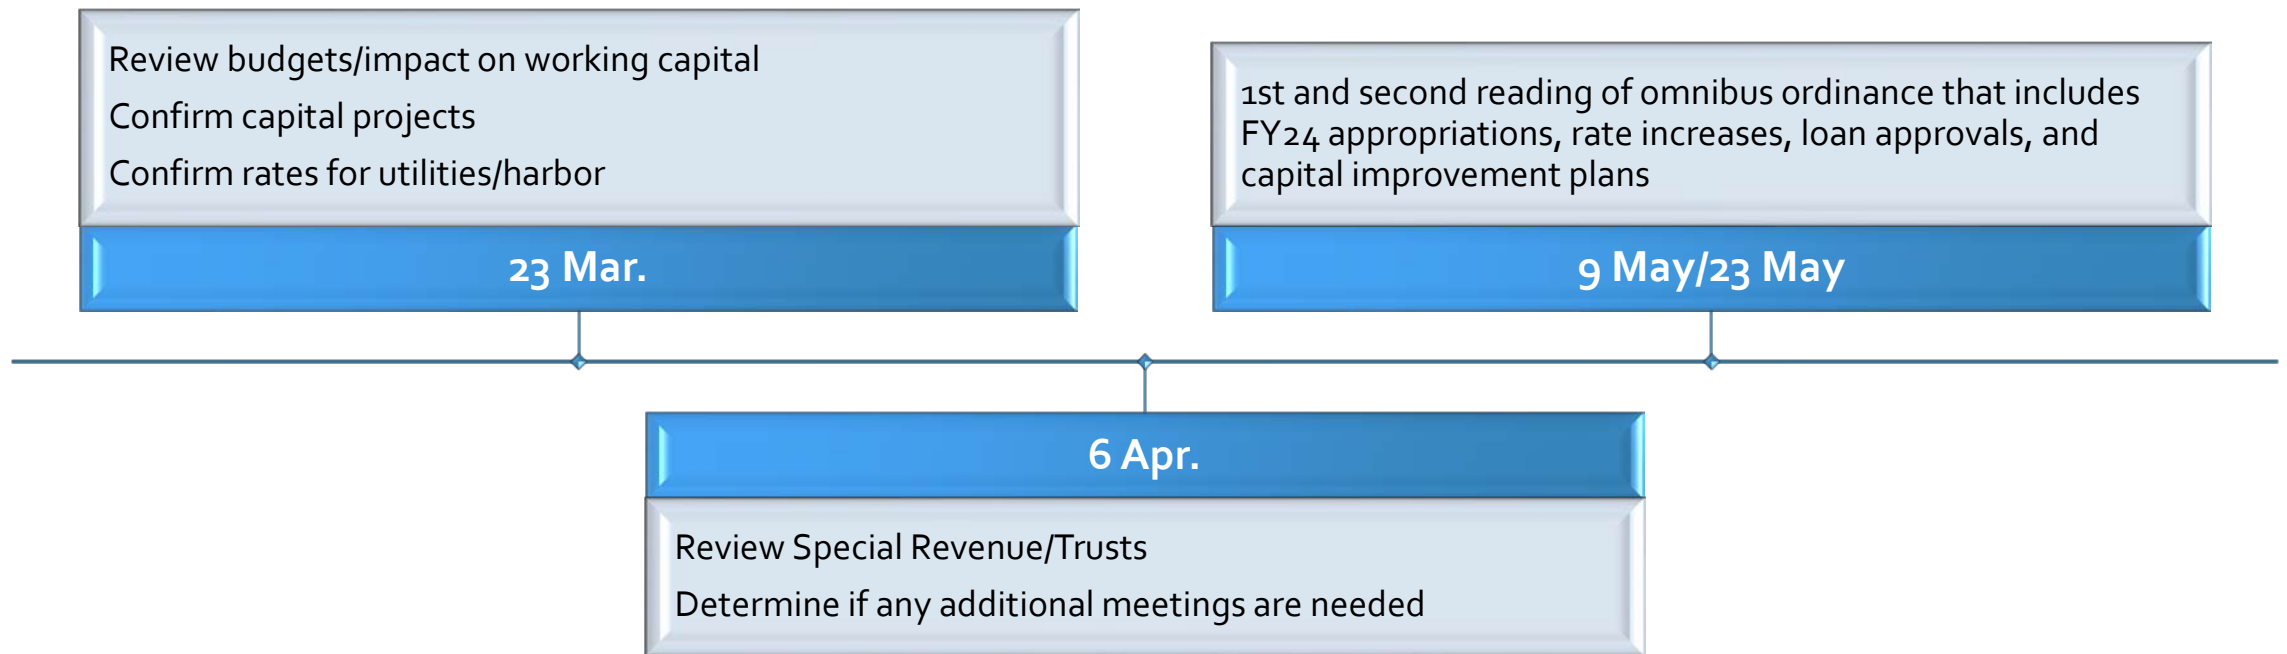 Review budgets/impact on working capital
Confirm capital projects
Confirm rates for utilities/harbor
23 Mar.
6 Apr.
Review Special Revenue/Trusts
Determine if any additional meetings are needed
1st and second reading of omnibus ordinance that includes
FY24 appropriations, rate increases, loan approvals, and
capital improvement plans
9 May/23 May